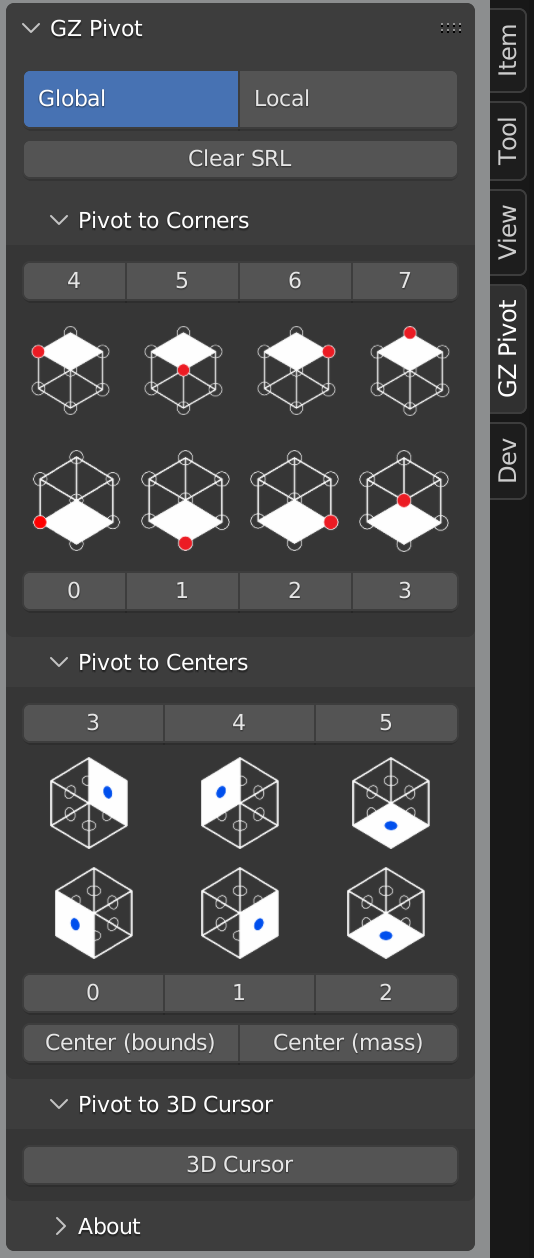 GZ Pivot
Global Local
Clear SRL
Pivot to Corners
4 5 6 7
0 1 2 3
Pivot to Centers
3 4 5
0 1 2
Center (bounds) Center (mass)
Pivot to 3D Cursor
3D Cursor
About
Item
Tool
View
GZ Pivot
Dev